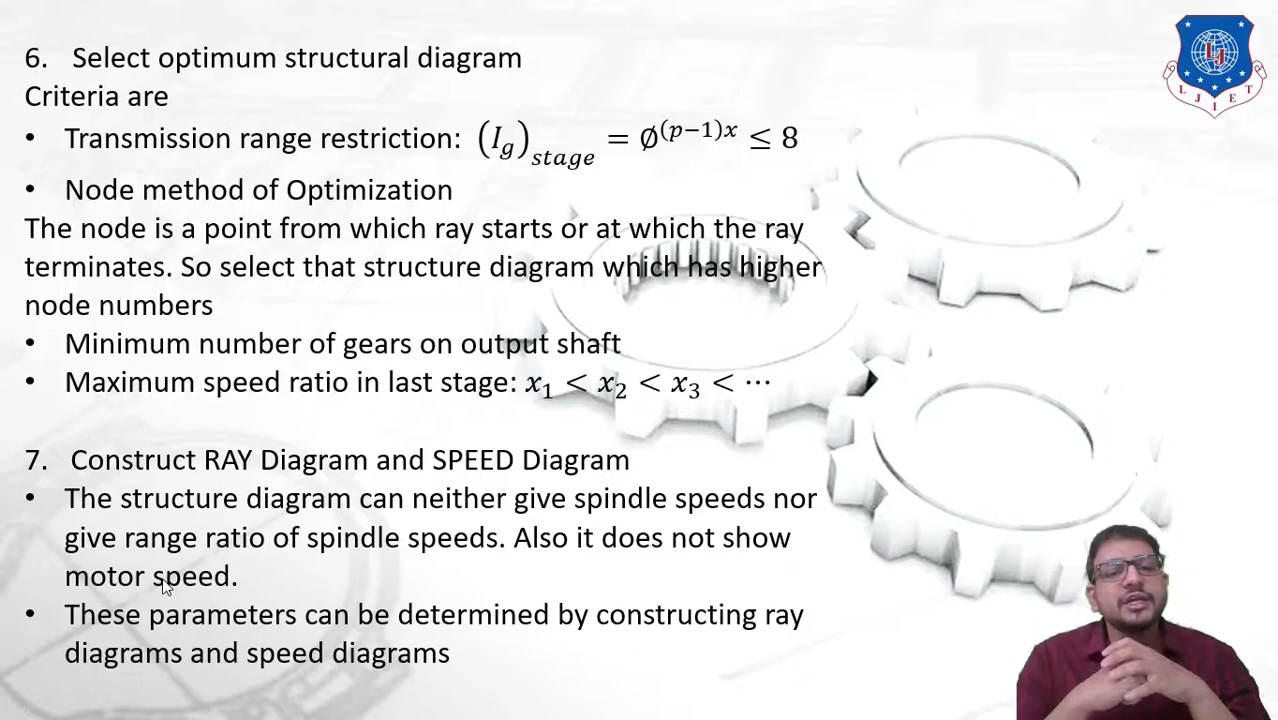 6. Select optimum structural diagram
Criteria are
• Transmission range restriction: (I_g)_stage = ∅^(p−1)x ≤ 8
• Node method of Optimization
The node is a point from which ray starts or at which the ray
terminates. So select that structure diagram which has higher
node numbers
• Minimum number of gears on output shaft
• Maximum speed ratio in last stage: x₁ < x₂ < x₃ < ⋯
7. Construct RAY Diagram and SPEED Diagram
• The structure diagram can neither give spindle speeds nor
give range ratio of spindle speeds. Also it does not show
motor speed.
• These parameters can be determined by constructing ray
diagrams and speed diagrams
LJ
LJIET